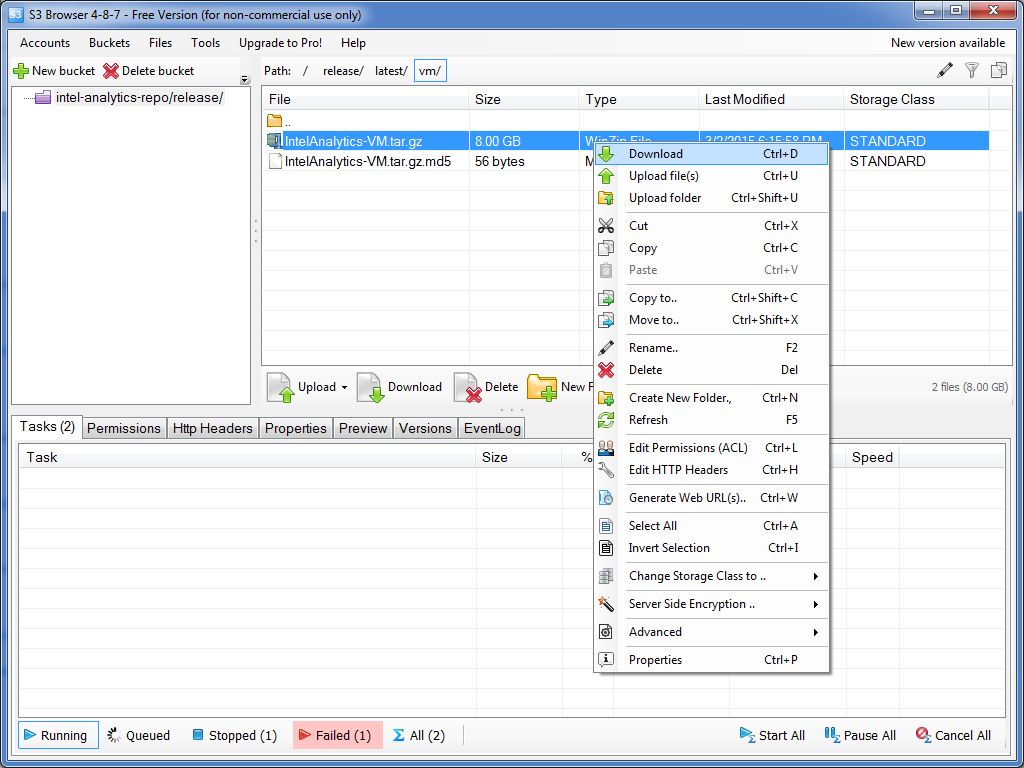 S3 S3 Browser 4-8-7 - Free Version (for non-commercial use only)
Accounts Buckets Files Tools Upgrade to Pro! Help New version available
New bucket Delete bucket
Path: / release/ latest/ vm/
intel-analytics-repo/release/
File Size Type Last Modified Storage Class
..
IntelAnalytics-VM.tar.gz 8.00 GB WinZip File 3/2/2015 6:15:58 PM STANDARD
IntelAnalytics-VM.tar.gz.md5 56 bytes M STANDARD
Download Ctrl+D
Upload file(s) Ctrl+U
Upload folder Ctrl+Shift+U
Cut Ctrl+X
Copy Ctrl+C
Paste Ctrl+V
Copy to.. Ctrl+Shift+C
Move to.. Ctrl+Shift+X
Rename.. F2
Delete Del
Create New Folder., Ctrl+N
Refresh F5
Edit Permissions (ACL) Ctrl+L
Edit HTTP Headers Ctrl+H
Generate Web URL(s).. Ctrl+W
Select All Ctrl+A
Invert Selection Ctrl+I
Change Storage Class to ..
Server Side Encryption ..
Advanced
Properties Ctrl+P
Upload Download Delete New F 2 files (8.00 GB)
Tasks (2) Permissions Http Headers Properties Preview Versions EventLog
Task Size % Speed
Running Queued Stopped (1) Failed (1) All (2) Start All Pause All Cancel All